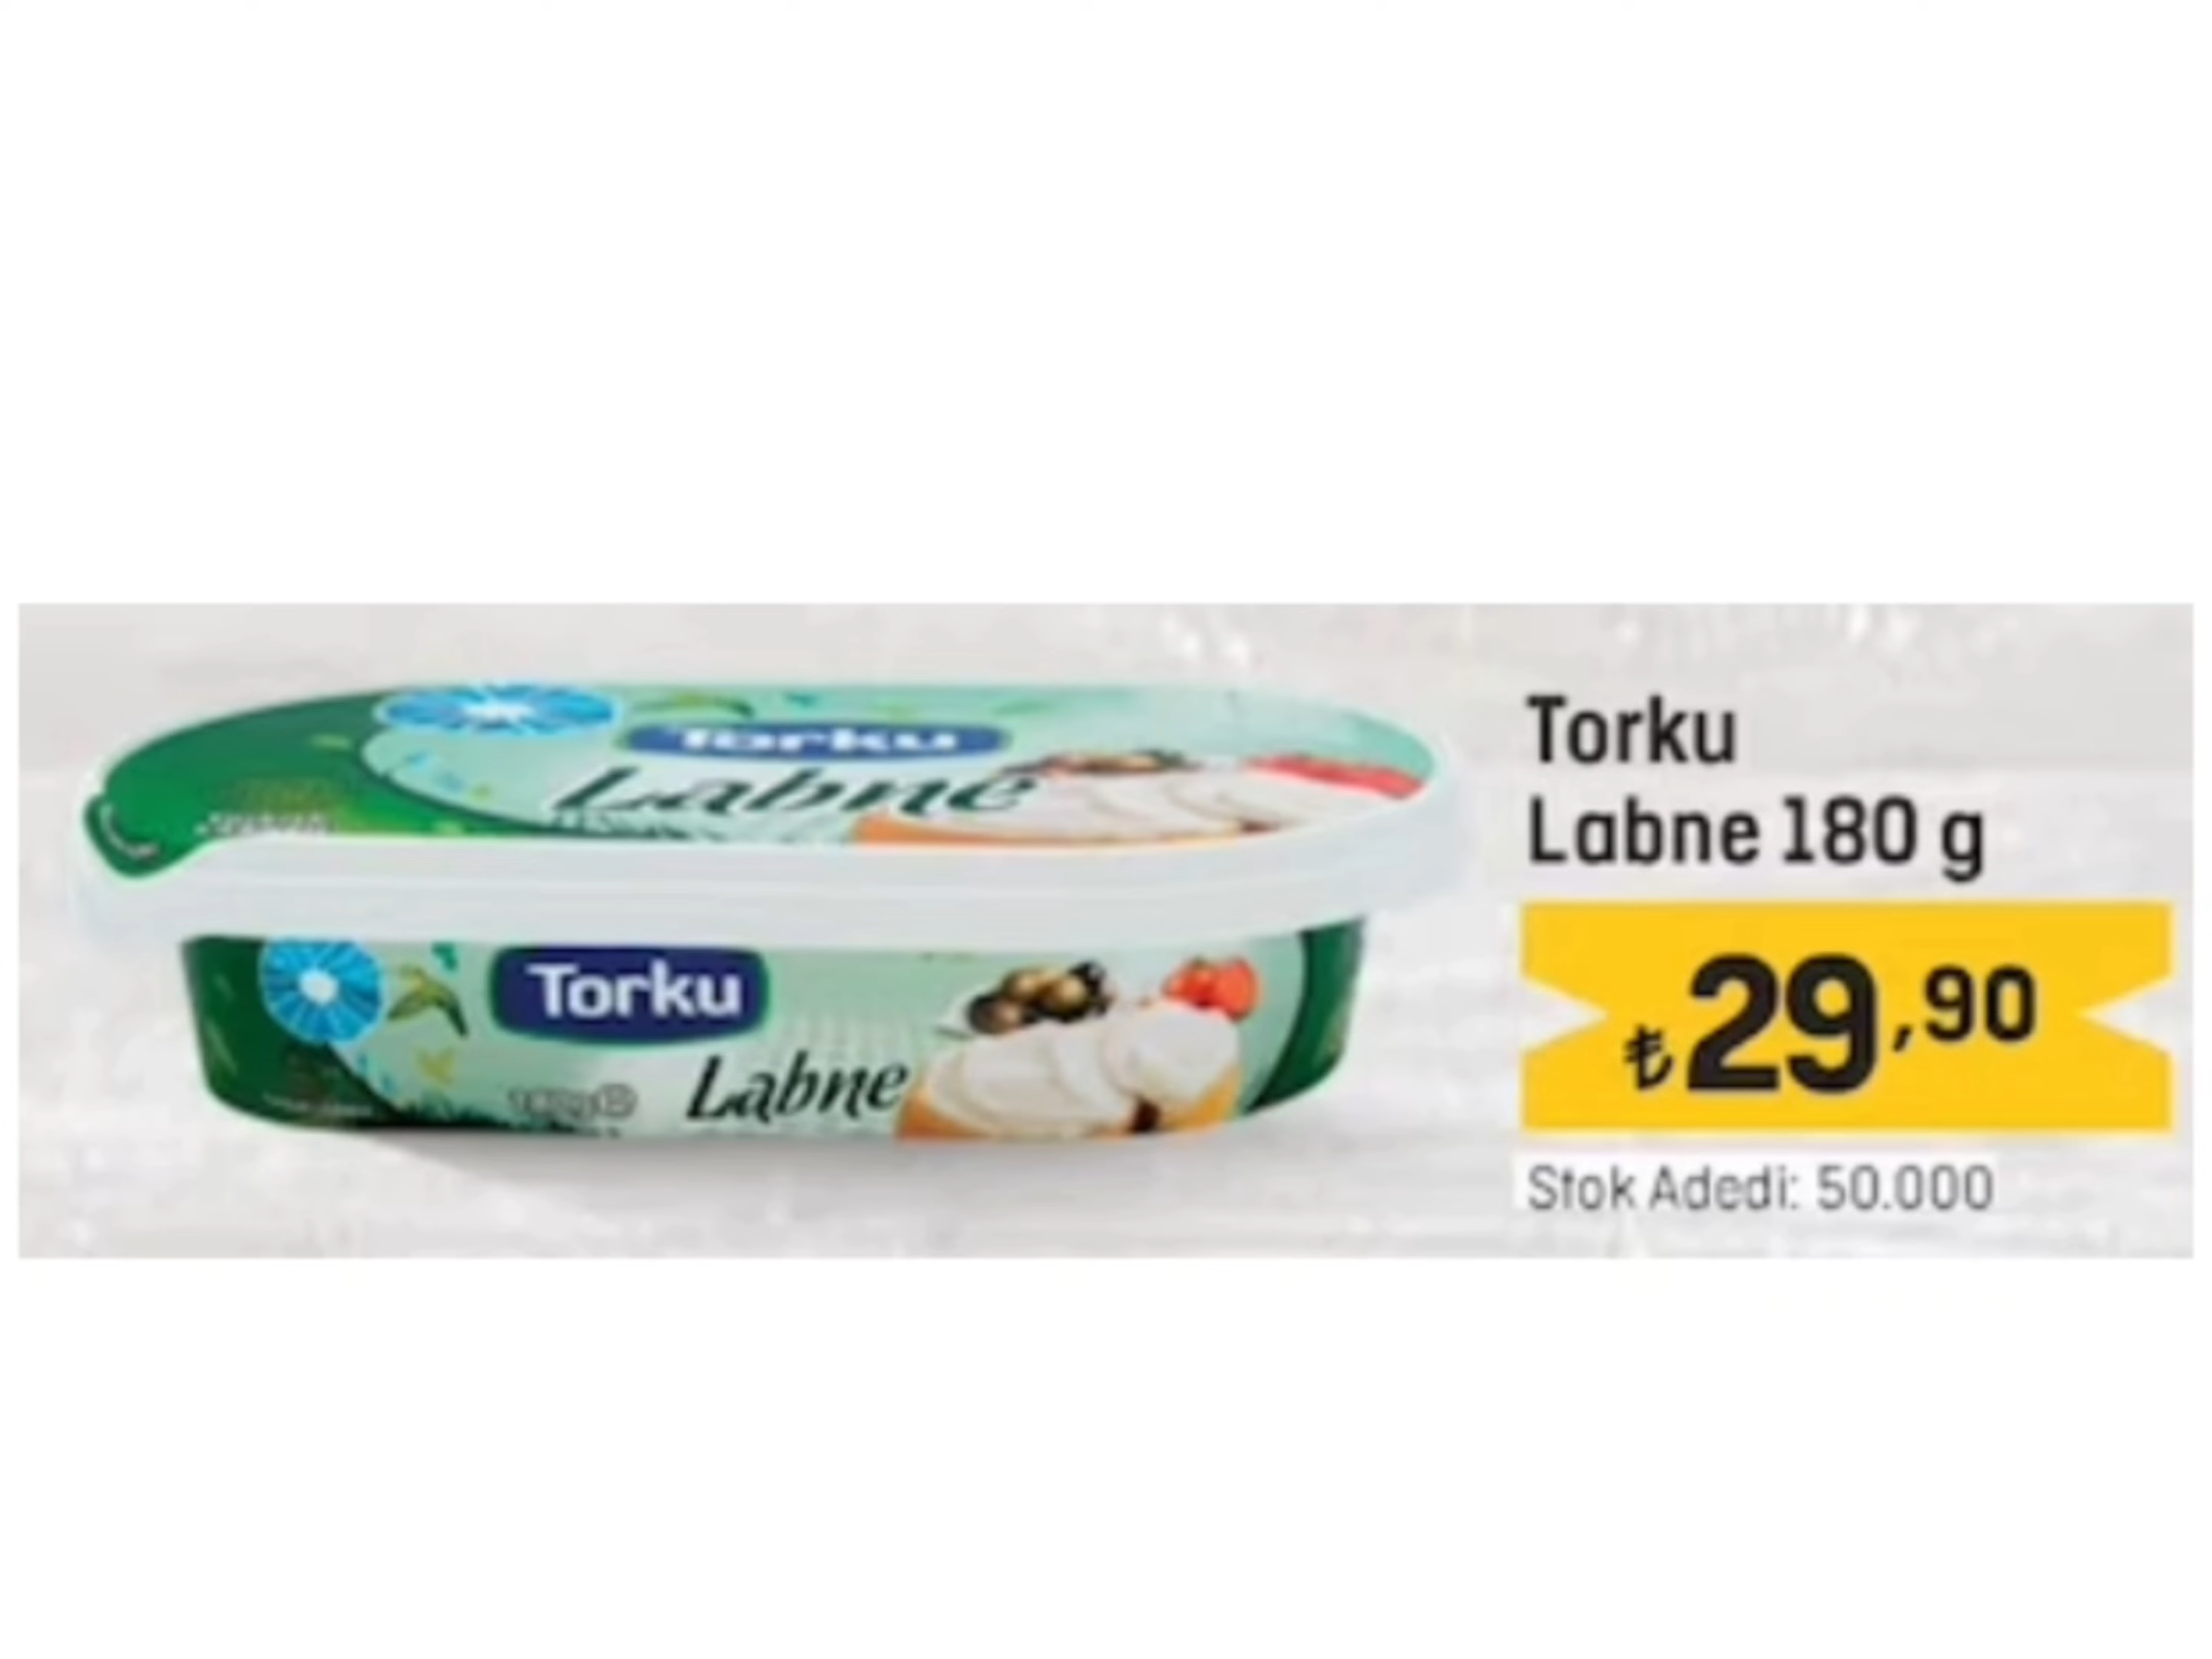 Torku
Labne
Torku
Labne
Torku
Labne 180 g
₺29,90
Stok Adedi: 50.000